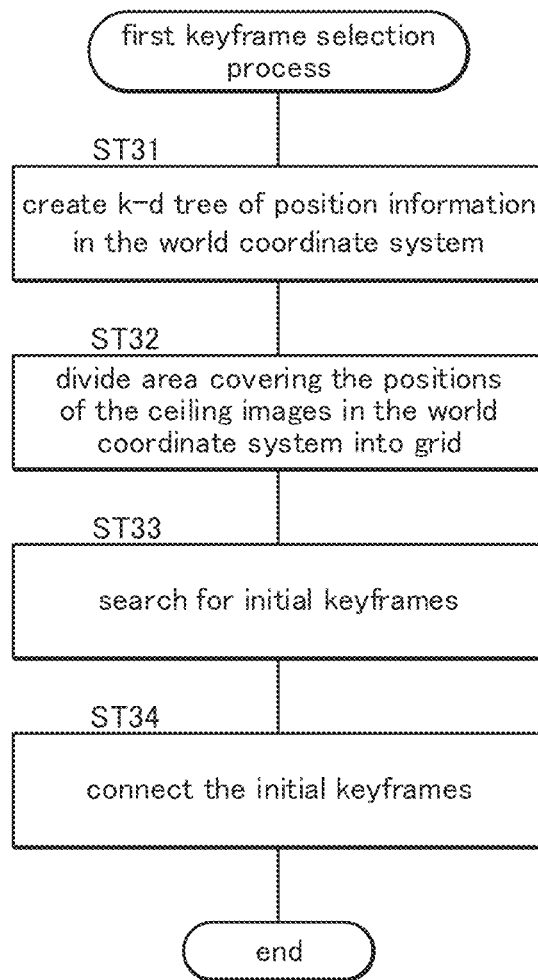 first keyframe selection
process
ST31
create k-d tree of position information
in the world coordinate system
ST32
divide area covering the positions
of the ceiling images in the world
coordinate system into grid
ST33
search for initial keyframes
ST34
connect the initial keyframes
end